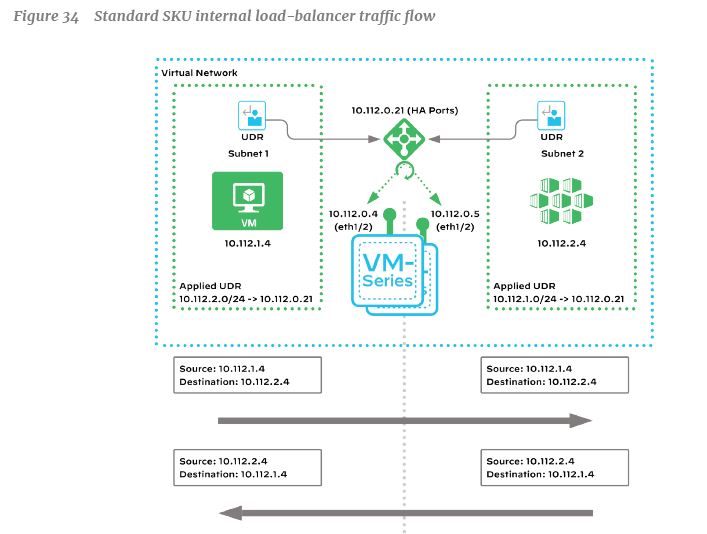 Figure 34 Standard SKU internal load-balancer traffic flow
Virtual Network
10.112.0.21 (HA Ports)
UDR
UDR
Subnet 1
Subnet 2
VM
10.112.1.4
10.112.0.4
(eth1/2)
10.112.0.5
(eth1/2)
VM-
Series
s
10.112.2.4
Applied UDR
10.112.2.0/24 -> 10.112.0.21
Applied UDR
10.112.1.0/24 -> 10.112.0.21
Source: 10.112.1.4
Destination: 10.112.2.4
Source: 10.112.1.4
Destination: 10.112.2.4
Source: 10.112.2.4
Destination: 10.112.1.4
Source: 10.112.2.4
Destination: 10.112.1.4